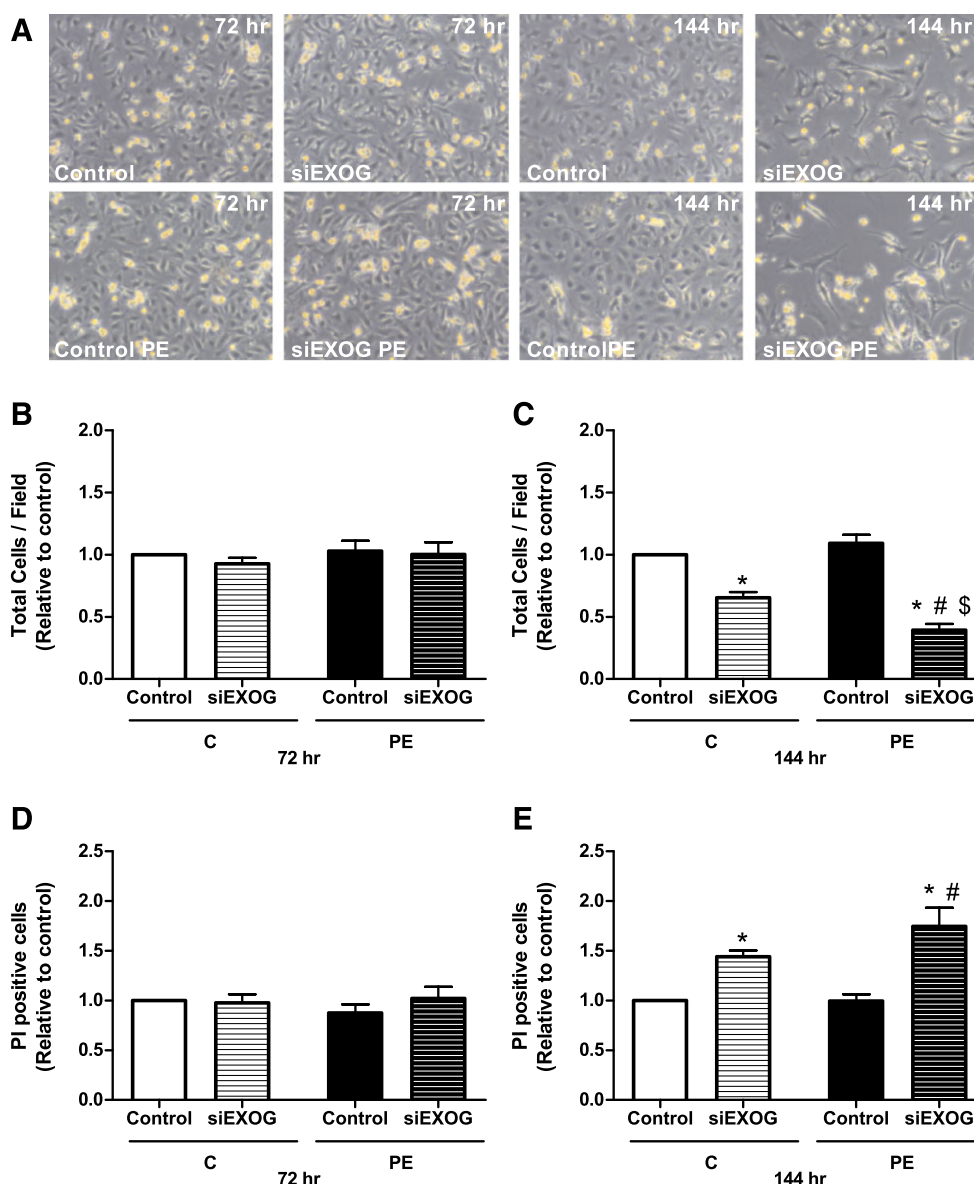 A
72 hr
72 hr
144 hr
144 hr
Control
siEXOG
Control
siEXOG
72 hr
72 hr
144 hr
144 hr
Control PE
siEXOG PE
ControlPE
siEXOG PE
B
Total Cells / Field
(Relative to control)
2.0
1.5
1.0
0.5
0.0
Control siEXOG Control siEXOG
C PE
72 hr
C
Total Cells / Field
(Relative to control)
2.0
1.5
1.0
0.5
0.0
*
* # $
Control siEXOG Control siEXOG
C PE
144 hr
D
PI positive cells
(Relative to control)
2.5
2.0
1.5
1.0
0.5
0.0
Control siEXOG Control siEXOG
C PE
72 hr
E
PI positive cells
(Relative to control)
2.5
2.0
1.5
1.0
0.5
0.0
*
* #
Control siEXOG Control siEXOG
C PE
144 hr